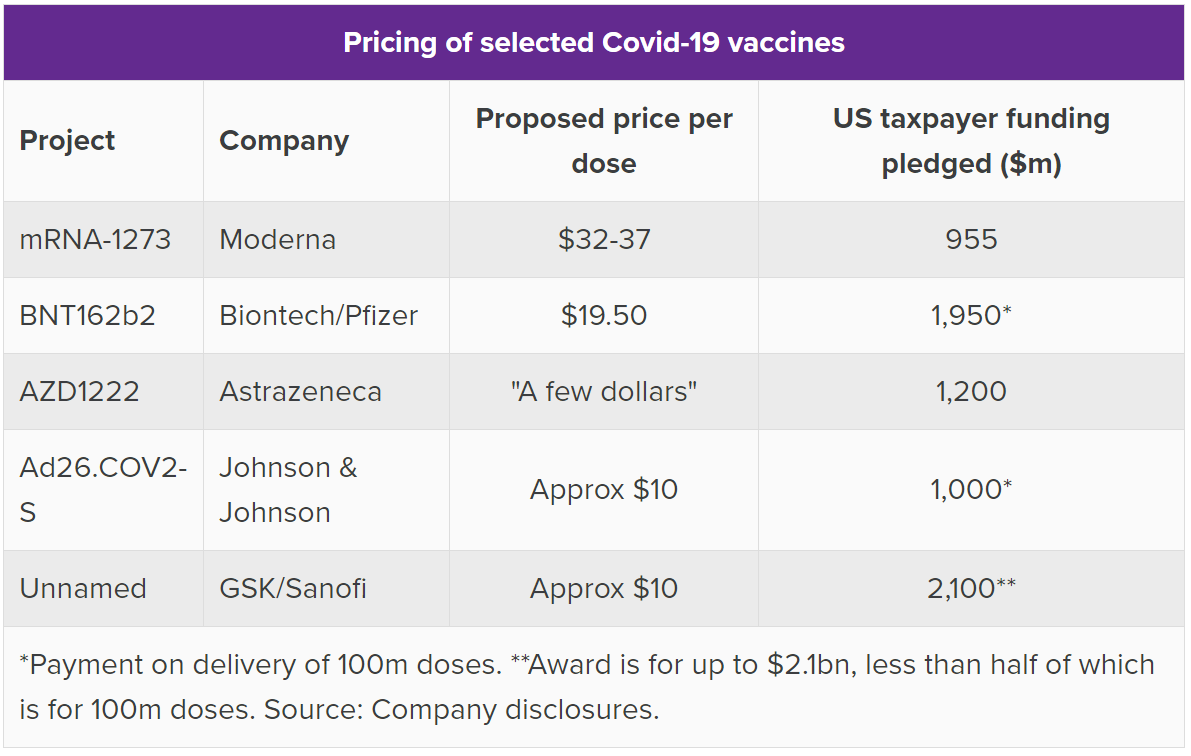 Pricing of selected Covid-19 vaccines
Project
Company
Proposed price per
dose
US taxpayer funding
pledged ($m)
mRNA-1273
Moderna
$32-37
955
BNT162b2
Biontech/Pfizer
$19.50
1,950*
AZD1222
Astrazeneca
"A few dollars"
1,200
Ad26.COV2-
S
Johnson &
Johnson
Approx $10
1,000*
Unnamed
GSK/Sanofi
Approx $10
2,100**
*Payment on delivery of 100m doses. **Award is for up to $2.1bn, less than half of which
is for 100m doses. Source: Company disclosures.